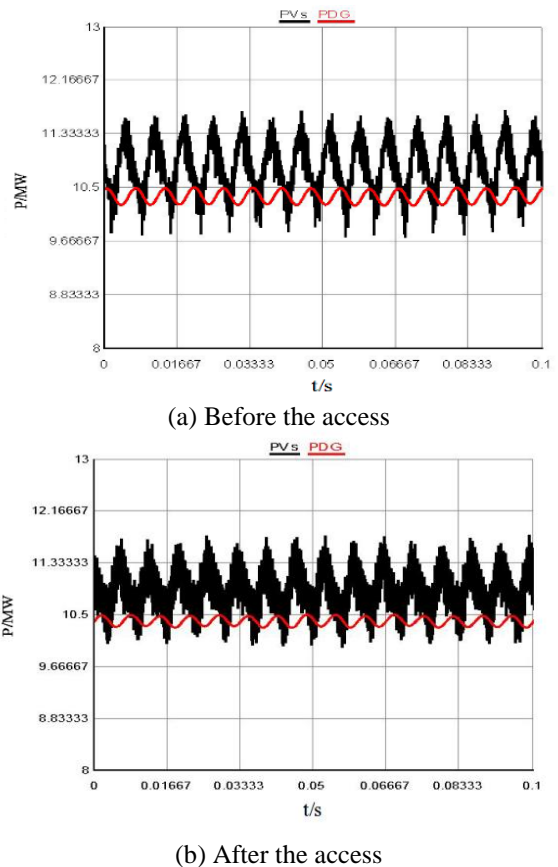 PVs PDG
13
12.16667
11.33333
10.5
9.66667
8.83333
8
P/MW
0 0.01667 0.03333 0.05 0.06667 0.08333 0.1
t/s
(a) Before the access
PVs PDG
13
12.16667
11.33333
10.5
9.66667
8.83333
8
P/MW
0 0.01667 0.03333 0.05 0.06667 0.08333 0.1
t/s
(b) After the access